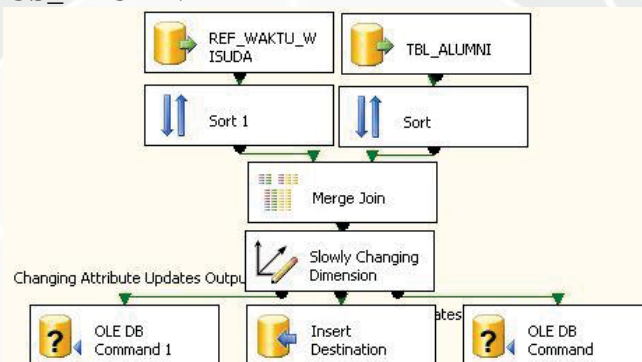 REF_WAKTU_W
ISUDA
TBL_ALUMNI
Sort 1
Sort
Merge Join
Slowly Changing
Dimension
Changing Attribute Updates Outpu
ates
OLE DB
Command 1
Insert
Destination
OLE DB
Command